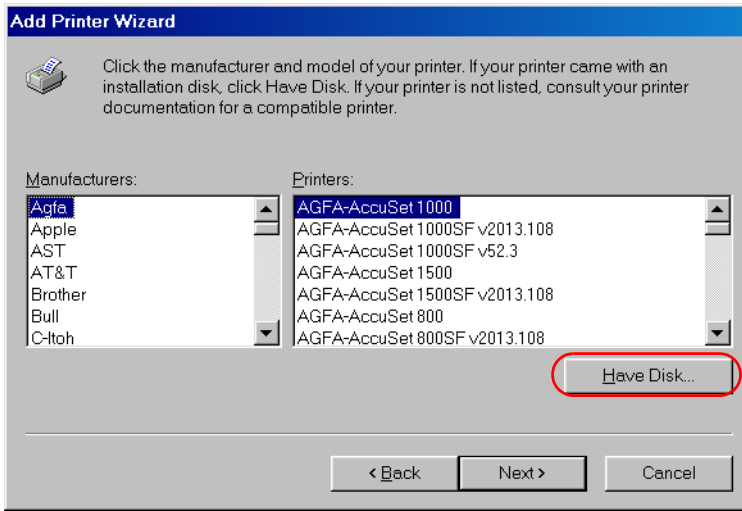 Add Printer Wizard
Click the manufacturer and model of your printer. If your printer came with an
installation disk, click Have Disk. If your printer is not listed, consult your printer
documentation for a compatible printer.
Manufacturers:
Agfa
Apple
AST
AT&T
Brother
Bull
C-Itoh
Printers:
AGFA-AccuSet 1000
AGFA-AccuSet 1000SF v2013.108
AGFA-AccuSet 1000SF v52.3
AGFA-AccuSet 1500
AGFA-AccuSet 1500SF v2013.108
AGFA-AccuSet 800
AGFA-AccuSet 800SF v2013.108
Have Disk...
< Back
Next >
Cancel